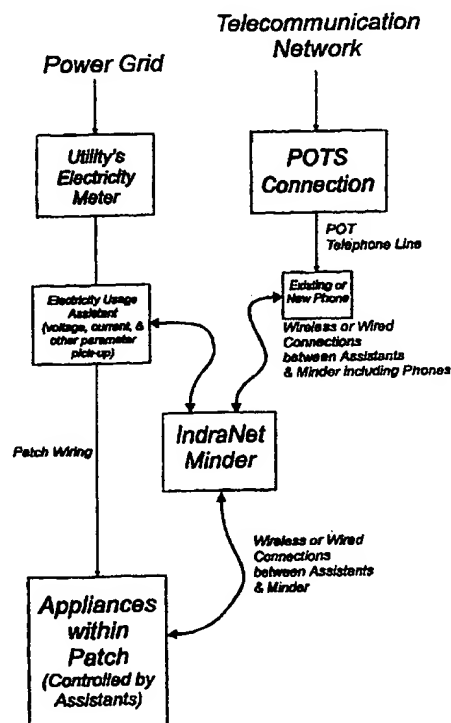 Telecommunication
Network
Power Grid
Utility's
Electricity
Meter
POTS
Connection
POT
Telephone Line
Electricity Usage
Assistant
(voltage, current, &
other parameter
pick-up)
Existing or
New Phone
Wireless or Wired
Connections
between Assistants
& Minder including Phones
IndraNet
Minder
Patch Wiring
Wireless or Wired
Connections
between Assistants
& Minder
Appliances
within
Patch
(Controlled by
Assistants)